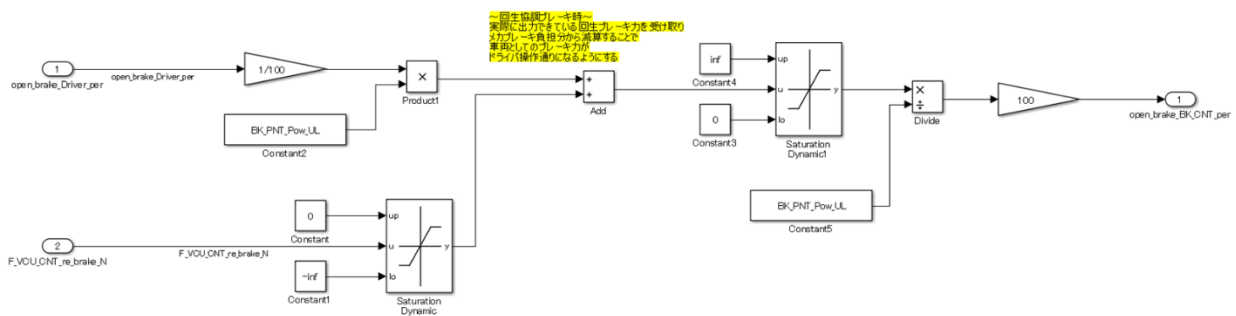 ～回生協調ブレーキ時～
実際に出力できている回生ブレーキ力を受け取り
メカブレーキ負担分から減算することで
車両としてのブレーキ力が
ドライバ操作通りになるようにする
1
open_brake_Driver_per
open_brake_Driver_per
1/100
×
Product1
BK_PNT_Pow_UL
Constant2
+
+
Add
inf
Constant4
0
Constant3
up
u
lo
y
Saturation
Dynamic1
×
÷
Divide
100
1
open_brake_BK_CNT_per
BK_PNT_Pow_UL
Constant5
2
F_VCU_CNT_re_brake_N
F_VCU_CNT_re_brake_N
0
Constant
-inf
Constant1
up
u
lo
y
Saturation
Dynamic